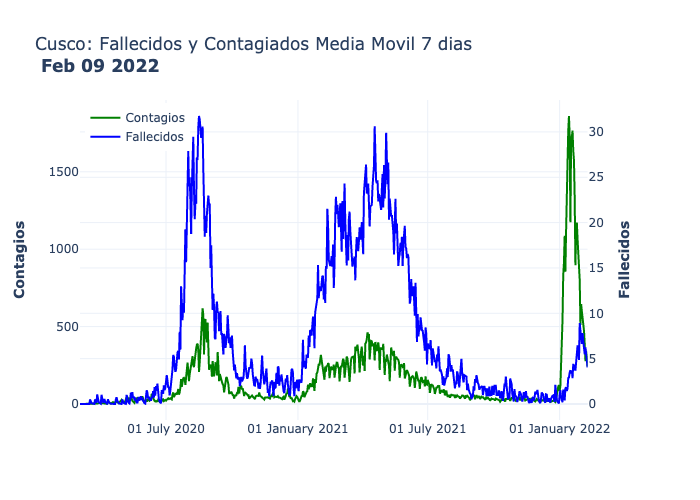 Cusco: Fallecidos y Contagiados Media Movil 7 dias
Feb 09 2022
Contagios
Fallecidos
1500
1000
500
0
30
25
20
15
10
5
0
Contagios
Fallecidos
01 July 2020
01 January 2021
01 July 2021
01 January 2022